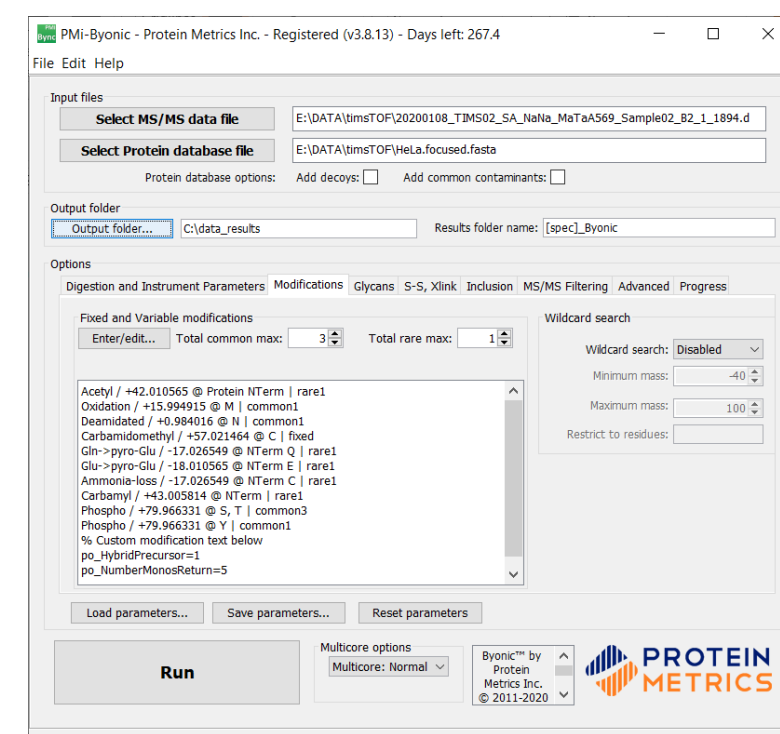 PMi-Byonic - Protein Metrics Inc. - Registered (v3.8.13) - Days left: 267.4
File Edit Help
Input files
Select MS/MS data file E:\DATA\timsTOF\20200108_TIMS02_SA_NaNa_MaTaA569_Sample02_B2_1_1894.d
Select Protein database file E:\DATA\timsTOF\HeLa.focused.fasta
Protein database options: Add decoys: Add common contaminants:
Output folder
Output folder... C:\data_results Results folder name: [spec]_Byonic
Options
Digestion and Instrument Parameters Modifications Glycans S-S, Xlink Inclusion MS/MS Filtering Advanced Progress
Fixed and Variable modifications Wildcard search
Enter/edit... Total common max: 3 Total rare max: 1
Wildcard search: Disabled
Minimum mass: -40
Maximum mass: 100
Restrict to residues:
Acetyl / +42.010565 @ Protein NTerm | rare1
Oxidation / +15.994915 @ M | common1
Deamidated / +0.984016 @ N | common1
Carbamidomethyl / +57.021464 @ C | fixed
Gln->pyro-Glu / -17.026549 @ NTerm Q | rare1
Glu->pyro-Glu / -18.010565 @ NTerm E | rare1
Ammonia-loss / -17.026549 @ NTerm C | rare1
Carbamyl / +43.005814 @ NTerm | rare1
Phospho / +79.966331 @ S, T | common3
Phospho / +79.966331 @ Y | common1
% Custom modification text below
po_HybridPrecursor=1
po_NumberMonosReturn=5
Load parameters... Save parameters... Reset parameters
Run
Multicore options
Multicore: Normal
Byonic™ by
Protein
Metrics Inc.
© 2011-2020
PROTEIN
METRICS